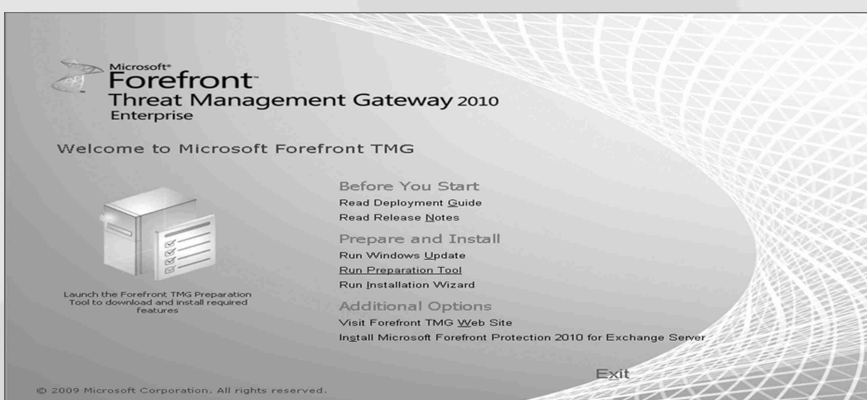 Microsoft®
Forefront™
Threat Management Gateway 2010
Enterprise
Welcome to Microsoft Forefront TMG
Before You Start
Read Deployment Guide
Read Release Notes
Prepare and Install
Run Windows Update
Run Preparation Tool
Run Installation Wizard
Launch the Forefront TMG Preparation
Tool to download and install required
features
Additional Options
Visit Forefront TMG Web Site
Install Microsoft Forefront Protection 2010 for Exchange Server
Exit
© 2009 Microsoft Corporation. All rights reserved.